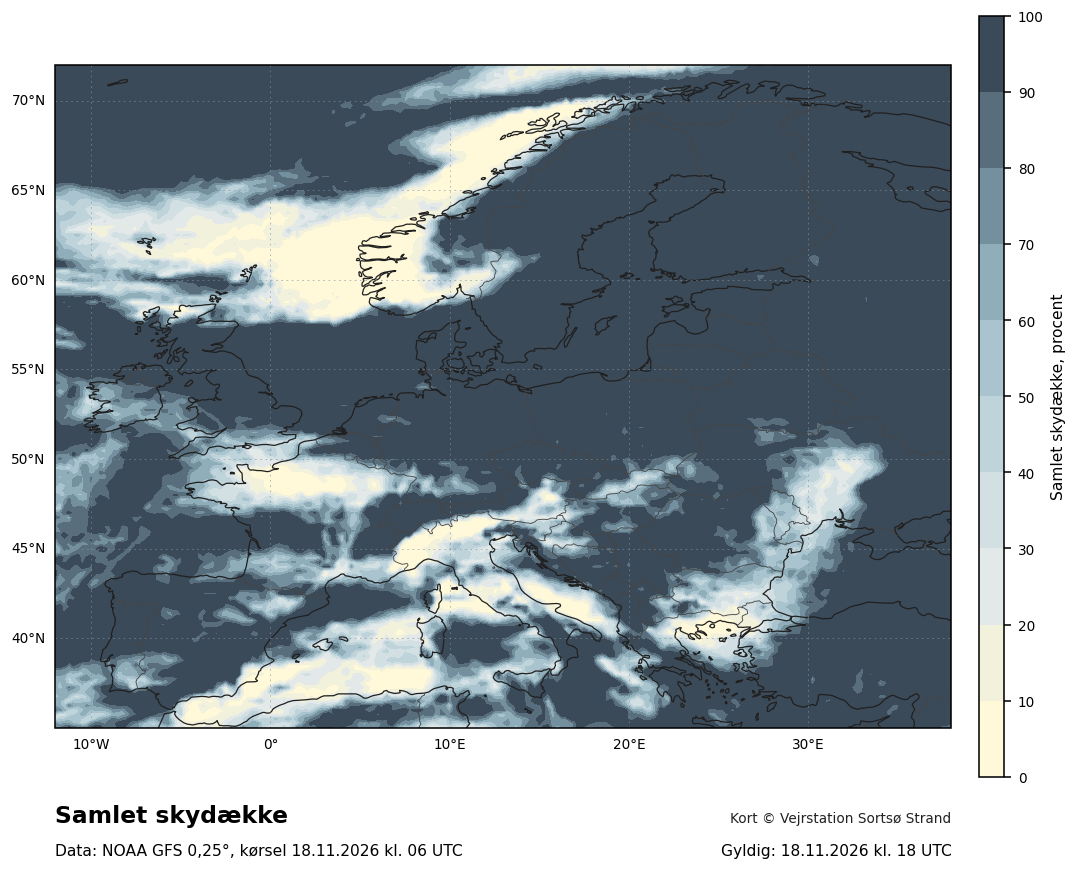 100
90
80
70
60
50
40
30
20
10
0
Samlet skydække, procent
70°N
65°N
60°N
55°N
50°N
45°N
40°N
10°W
0°
10°E
20°E
30°E
Samlet skydække
Kort © Vejrstation Sortsø Strand
Data: NOAA GFS 0,25°, kørsel 18.11.2026 kl. 06 UTC
Gyldig: 18.11.2026 kl. 18 UTC